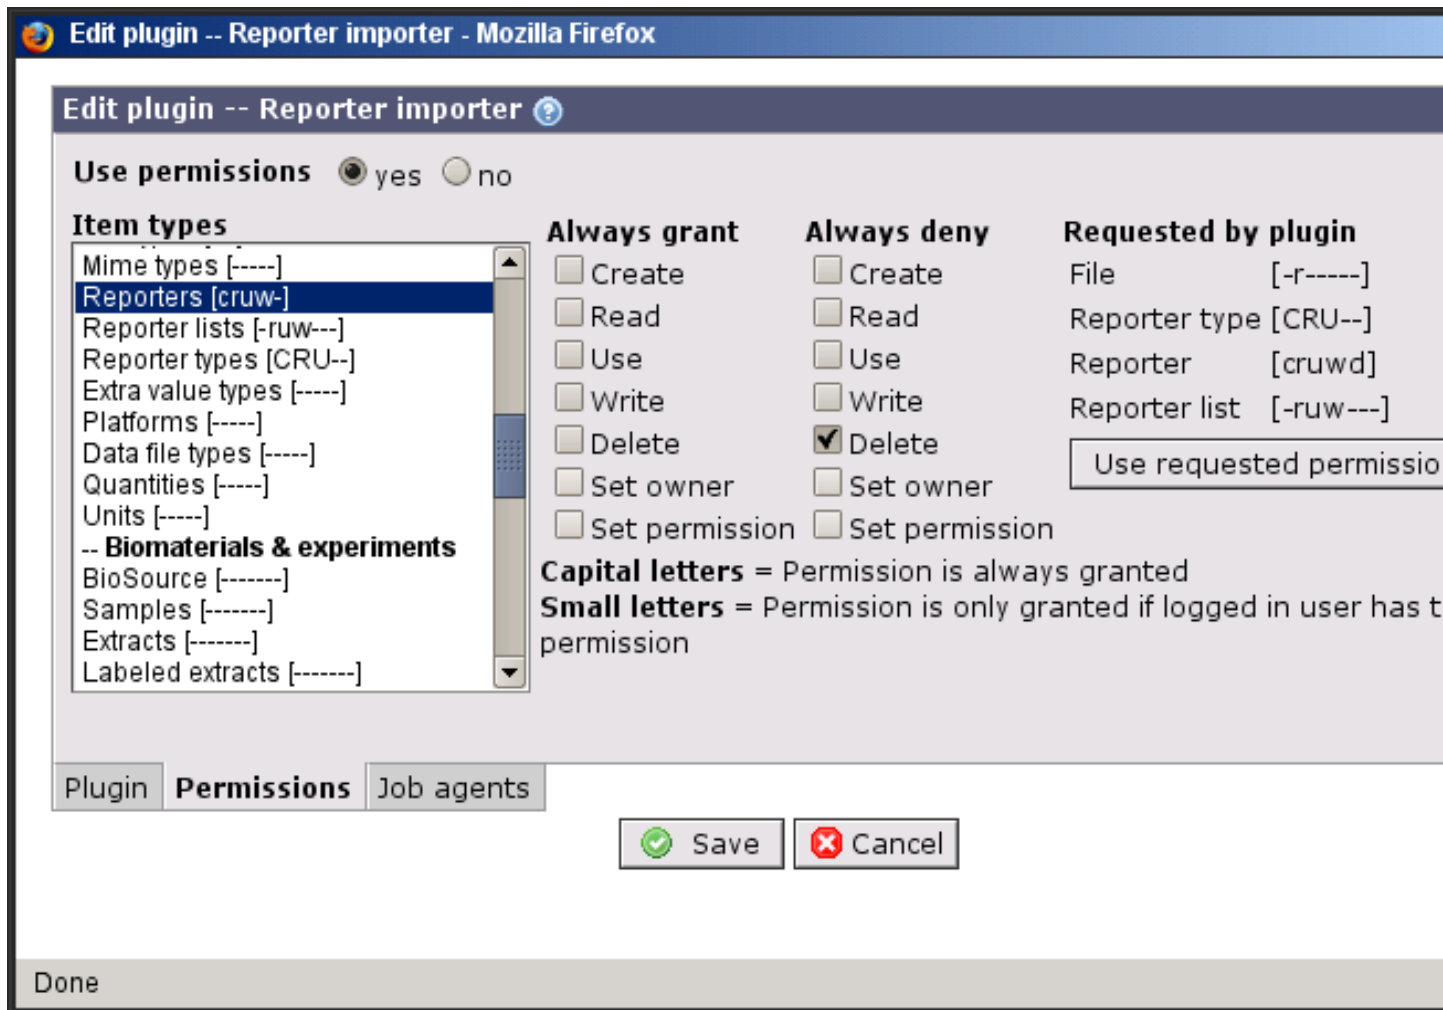 Edit plugin -- Reporter importer - Mozilla Firefox
Edit plugin -- Reporter importer ?
Use permissions yes no
Item types
Mime types [-----]
Reporters [cruw-]
Reporter lists [-ruw---]
Reporter types [CRU--]
Extra value types [-----]
Platforms [-----]
Data file types [-----]
Quantities [-----]
Units [-----]
-- Biomaterials & experiments
BioSource [-------]
Samples [-------]
Extracts [-------]
Labeled extracts [-------]
Always grant
Create
Read
Use
Write
Delete
Set owner
Set permission
Always deny
Create
Read
Use
Write
Delete
Set owner
Set permission
Requested by plugin
File [-r-----]
Reporter type [CRU--]
Reporter [cruwd]
Reporter list [-ruw---]
Use requested permissio
Capital letters = Permission is always granted
Small letters = Permission is only granted if logged in user has t
permission
Plugin Permissions Job agents
Save Cancel
Done